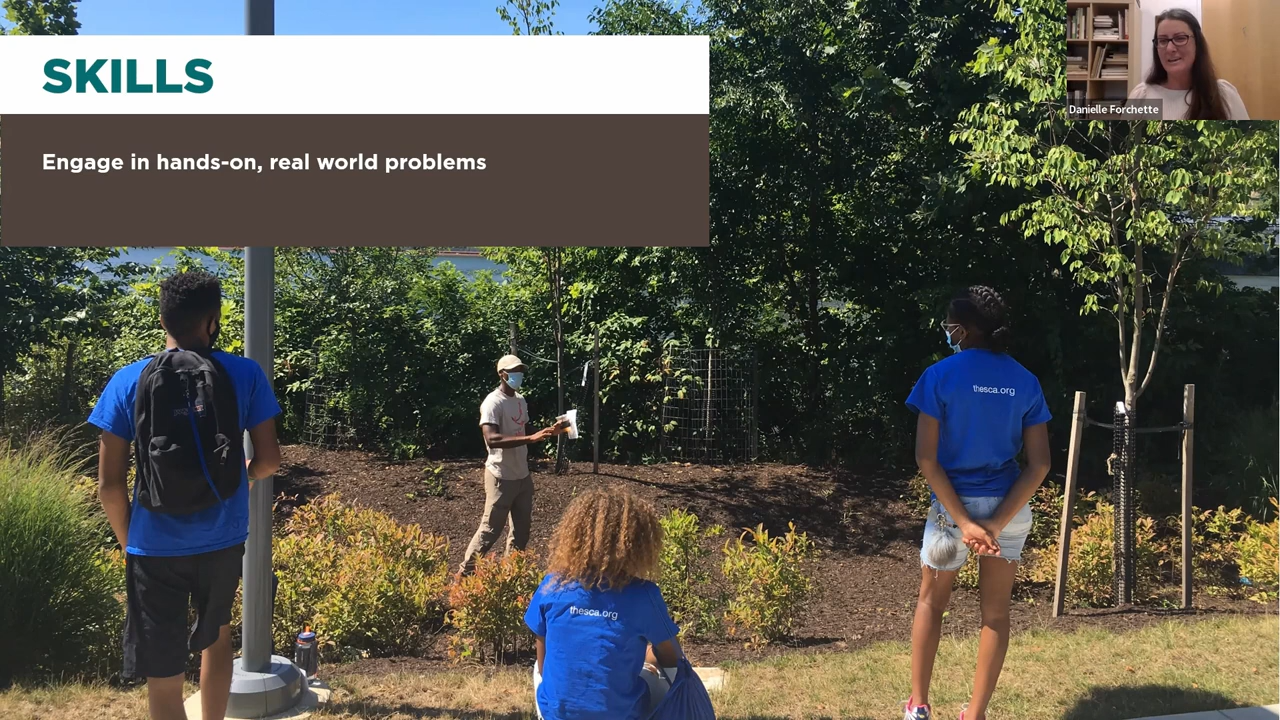 SKILLS
Engage in hands-on, real world problems
Danielle Forchette
thesca.org
thesca.org